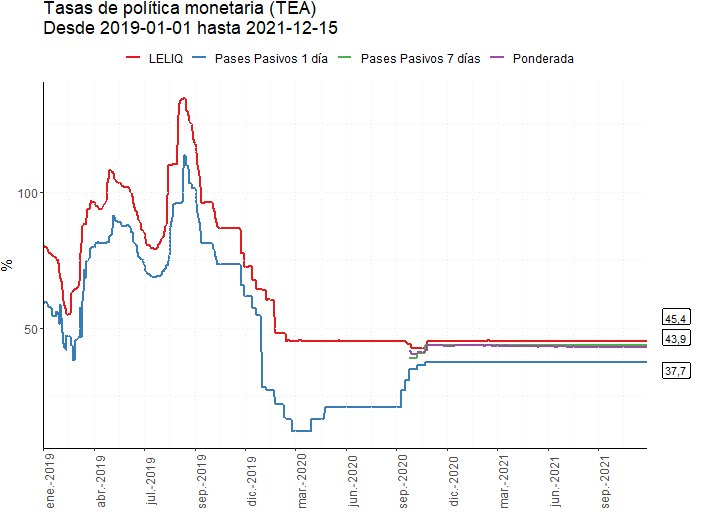 Tasas de política monetaria (TEA)
Desde 2019-01-01 hasta 2021-12-15
LELIQ Pases Pasivos 1 día Pases Pasivos 7 días Ponderada
%
100
50
45,4
43,9
37,7
ene.-2019
abr.-2019
jul.-2019
sep.-2019
dic.-2019
mar.-2020
jun.-2020
sep.-2020
dic.-2020
mar.-2021
jun.-2021
sep.-2021